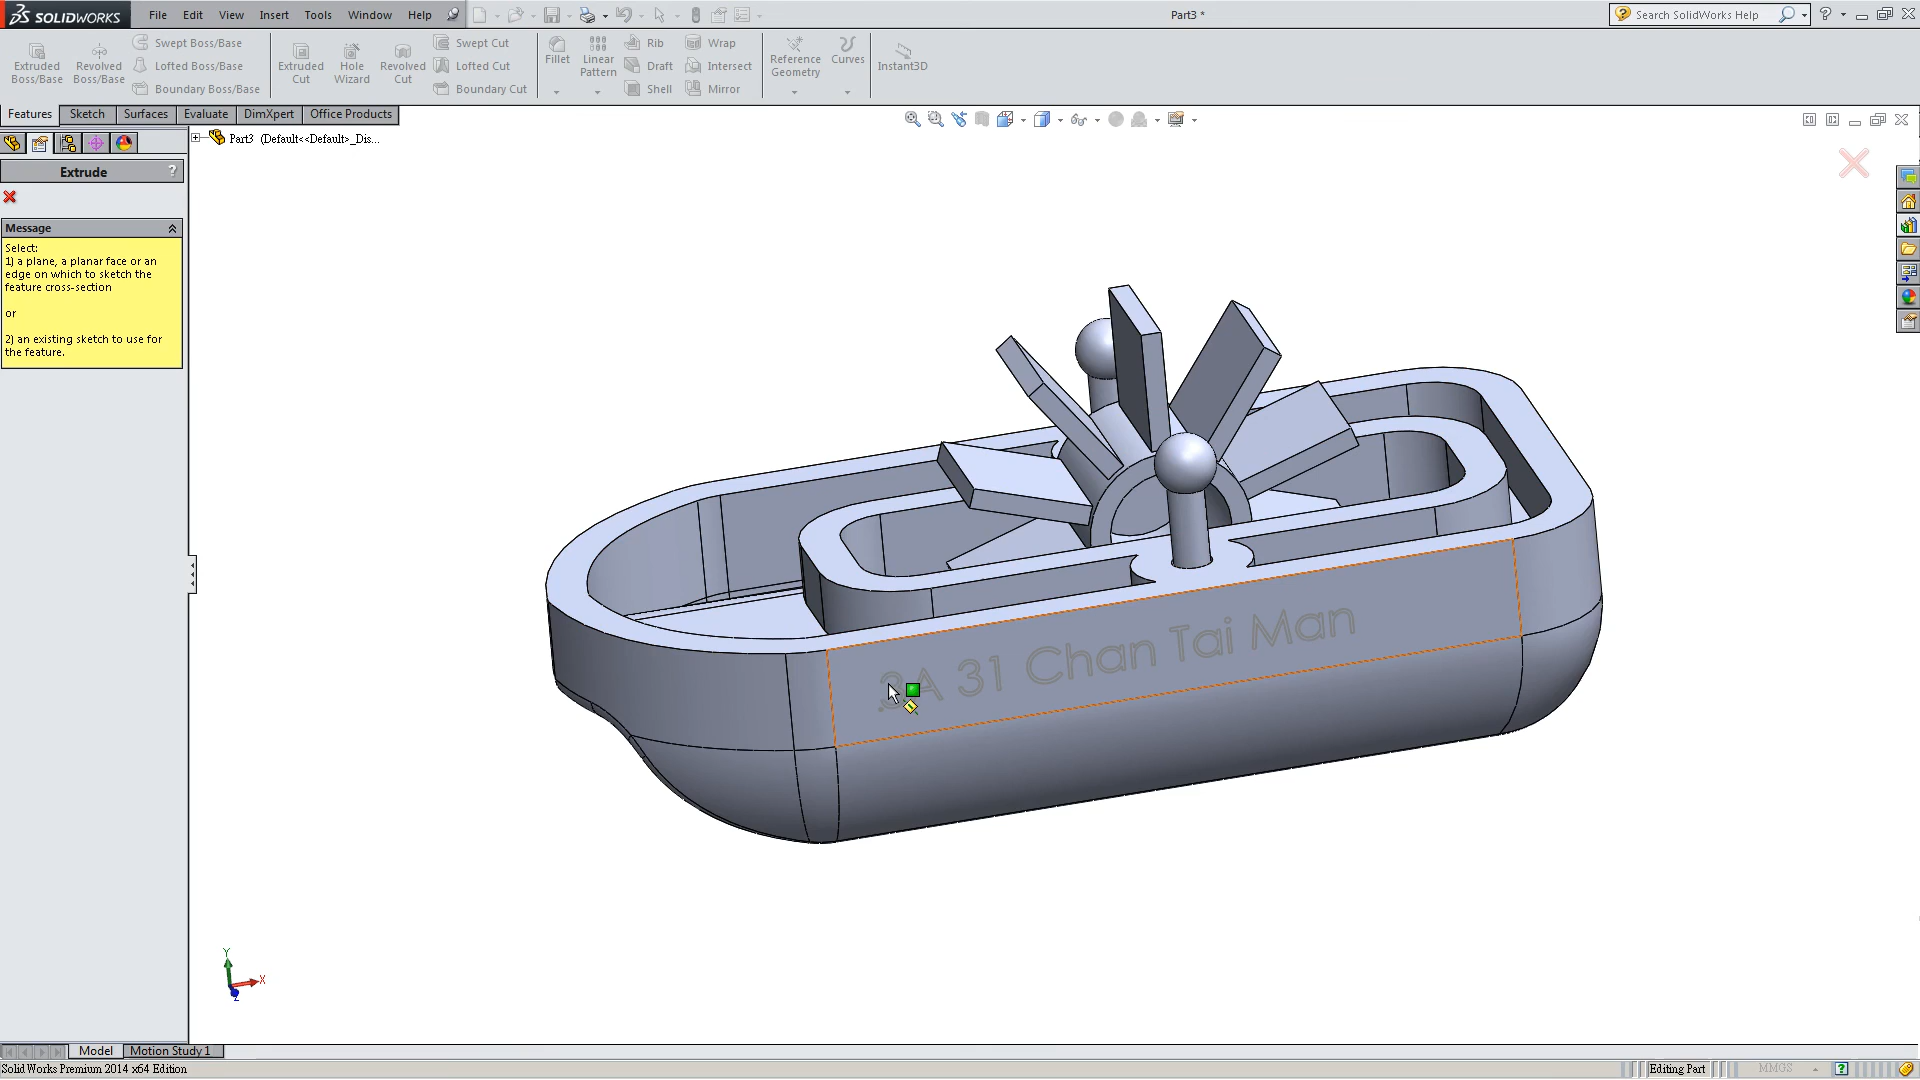 SOLIDWORKS File Edit View Insert Tools Window Help Part3 * Search SolidWorks Help ?
Extruded Boss/Base
Revolved Boss/Base
Swept Boss/Base
Lofted Boss/Base
Boundary Boss/Base
Extruded Cut
Hole Wizard
Revolved Cut
Swept Cut
Lofted Cut
Boundary Cut
Fillet
Linear Pattern
Rib
Draft
Shell
Wrap
Intersect
Mirror
Reference Geometry
Curves
Instant3D
Features Sketch Surfaces Evaluate DimXpert Office Products
Part3 (Default<<Default>_Dis...
Extrude ?
Message
Select:
1) a plane, a planar face or an
edge on which to sketch the
feature cross-section
or
2) an existing sketch to use for
the feature.
3A 31 Chan Tai Man
Y
X
Z
Model Motion Study 1
SolidWorks Premium 2014 x64 Edition Editing Part MMGS ?